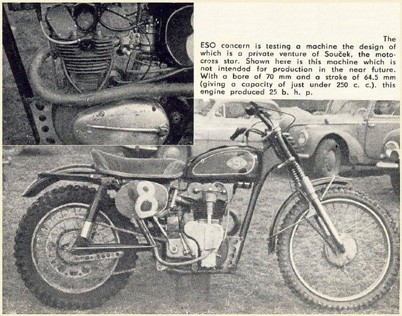 The
ESO concern is testing a machine the design of
which is a private venture of Souček, the moto-
cross star. Shown here is this machine which is
not intended for production in the near future.
With a bore of 70 mm and a stroke of 64.5 mm
(giving a capacity of just under 250 c. c.). this
engine produced 25 b. h. p.
8